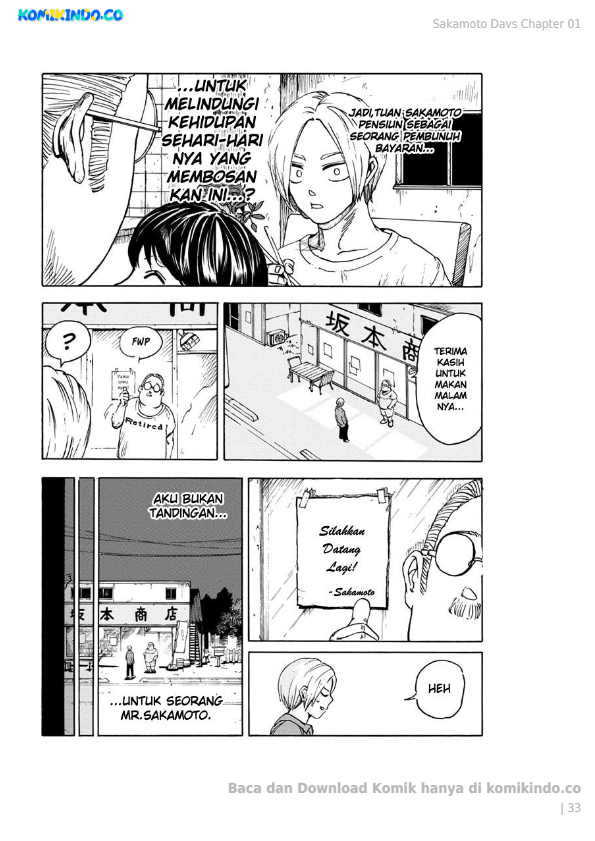 KOMIKINDO.CO
Sakamoto Days Chapter 01
...UNTUK
MELINDUNGI
KEHIDUPAN
SEHARI-HARI
NYA YANG
MEMBOSAN
KAN INI...?
JADI,TUAN SAKAMOTO
PENSIUN SEBAGAI
SEORANG PEMBUNUH
BAYARAN...
本商
?
FWP
Retired!
坂本商
TERIMA
KASIH
UNTUK
MAKAN
MALAM
NYA...
AKU BUKAN
TANDINGAN...
坂本商店
...UNTUK SEORANG
MR.SAKAMOTO.
Silahkan
Datang
Lagi!
-Sakamoto
HEH
Baca dan Download Komik hanya di komikindo.co
| 33